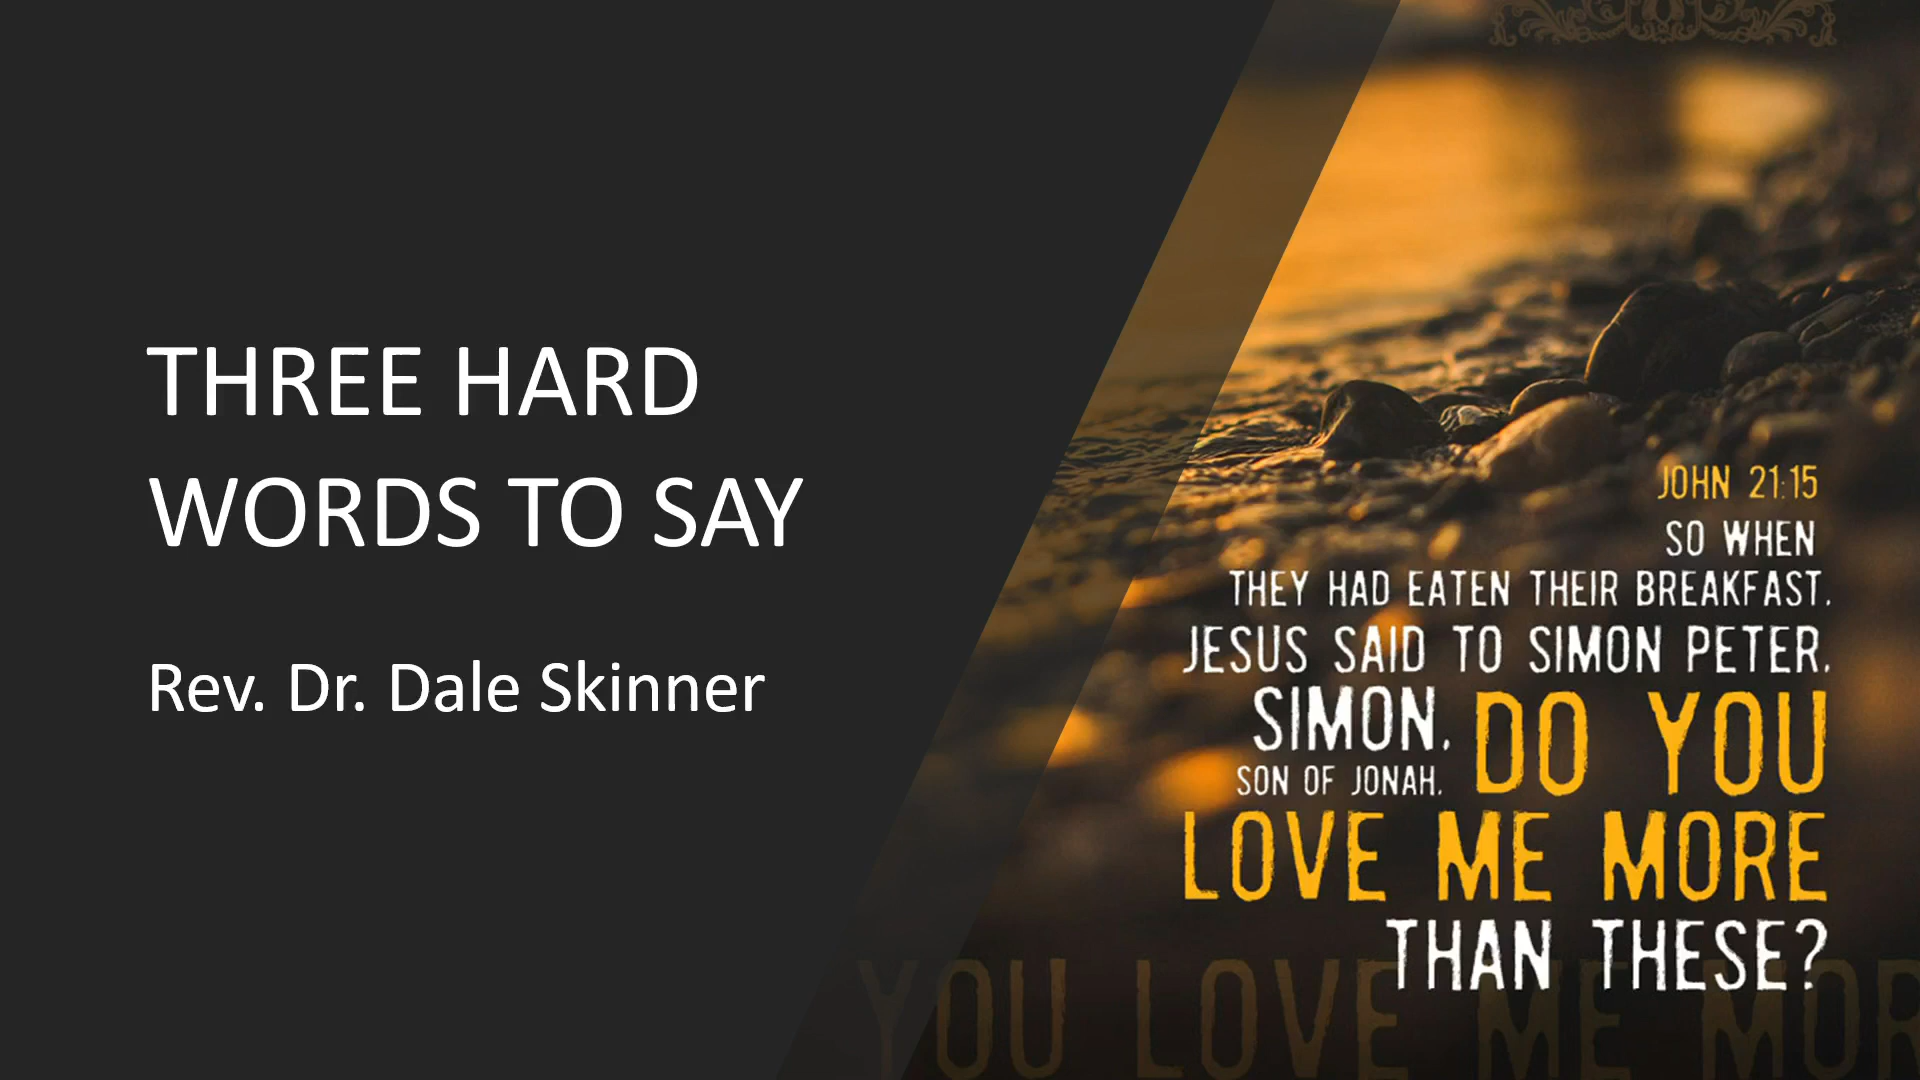 THREE HARD
WORDS TO SAY
Rev. Dr. Dale Skinner
JOHN 21:15
SO WHEN
THEY HAD EATEN THEIR BREAKFAST,
JESUS SAID TO SIMON PETER,
SIMON, DO YOU
SON OF JONAH,
LOVE ME MORE
THAN THESE?
YOU LOVE ME MOR